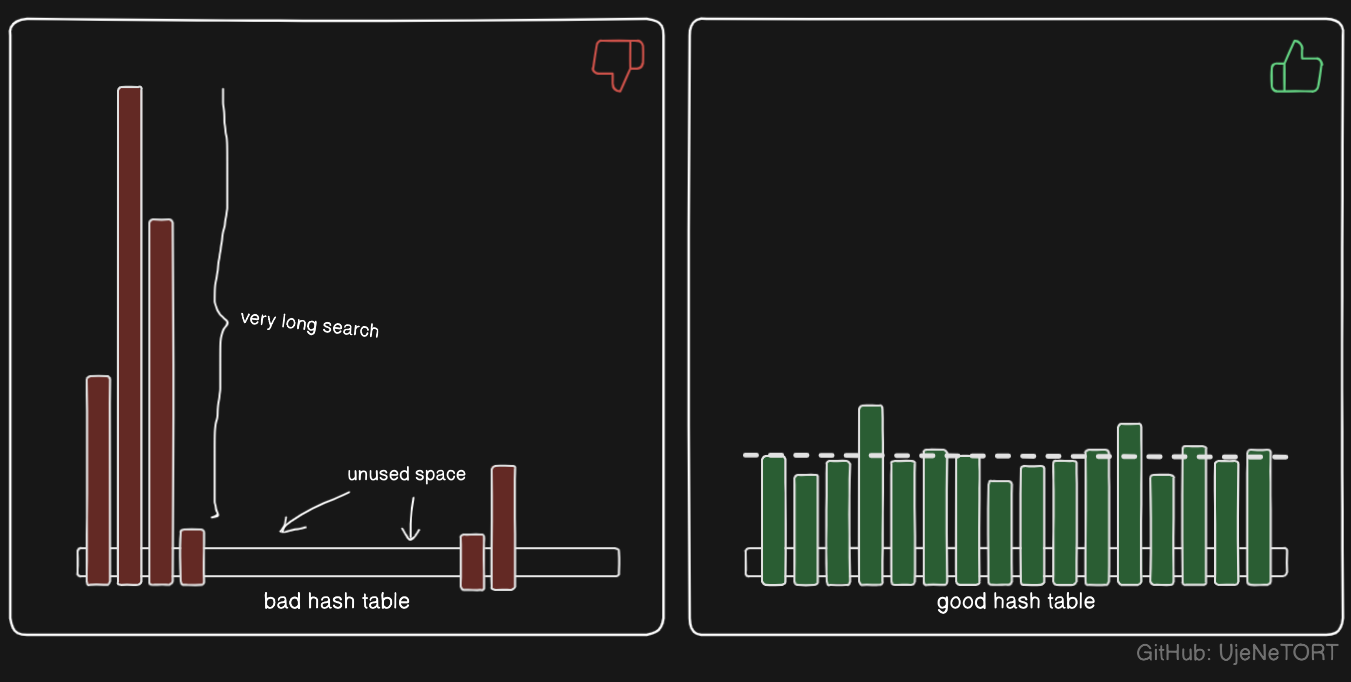 very long search
unused space
bad hash table
good hash table
GitHub: UjeNeTORT